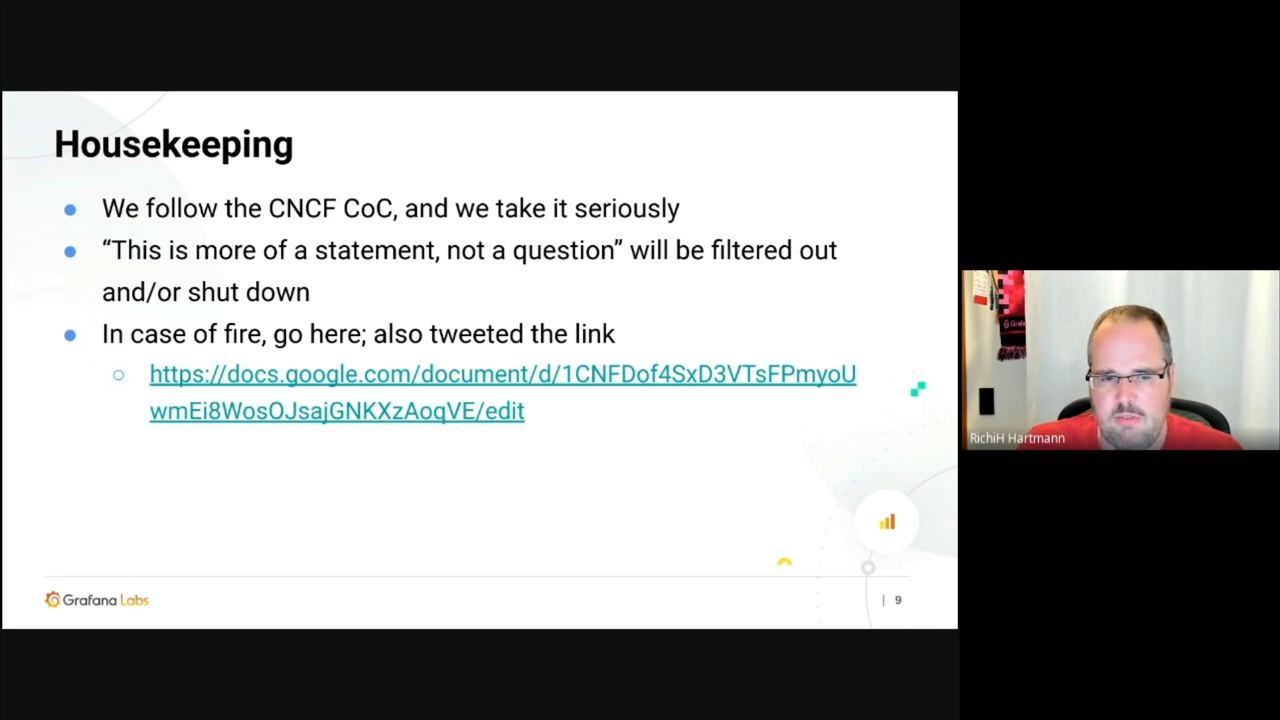 Housekeeping
We follow the CNCF CoC, and we take it seriously
“This is more of a statement, not a question” will be filtered out
and/or shut down
In case of fire, go here; also tweeted the link
https://docs.google.com/document/d/1CNFDof4SxD3VTsFPmyoU
wmEi8WosOJsajGNKXzAoqVE/edit
Grafana Labs
| 9
RichiH Hartmann